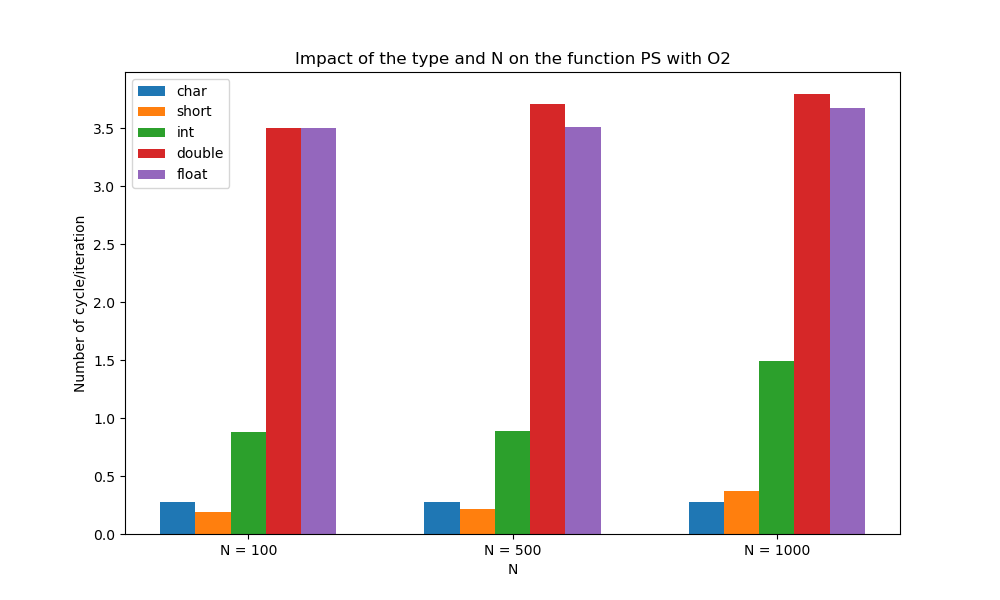 Impact of the type and N on the function PS with O2
char
short
int
double
float
Number of cycle/iteration
3.5
3.0
2.5
2.0
1.5
1.0
0.5
0.0
N = 100
N = 500
N = 1000
N